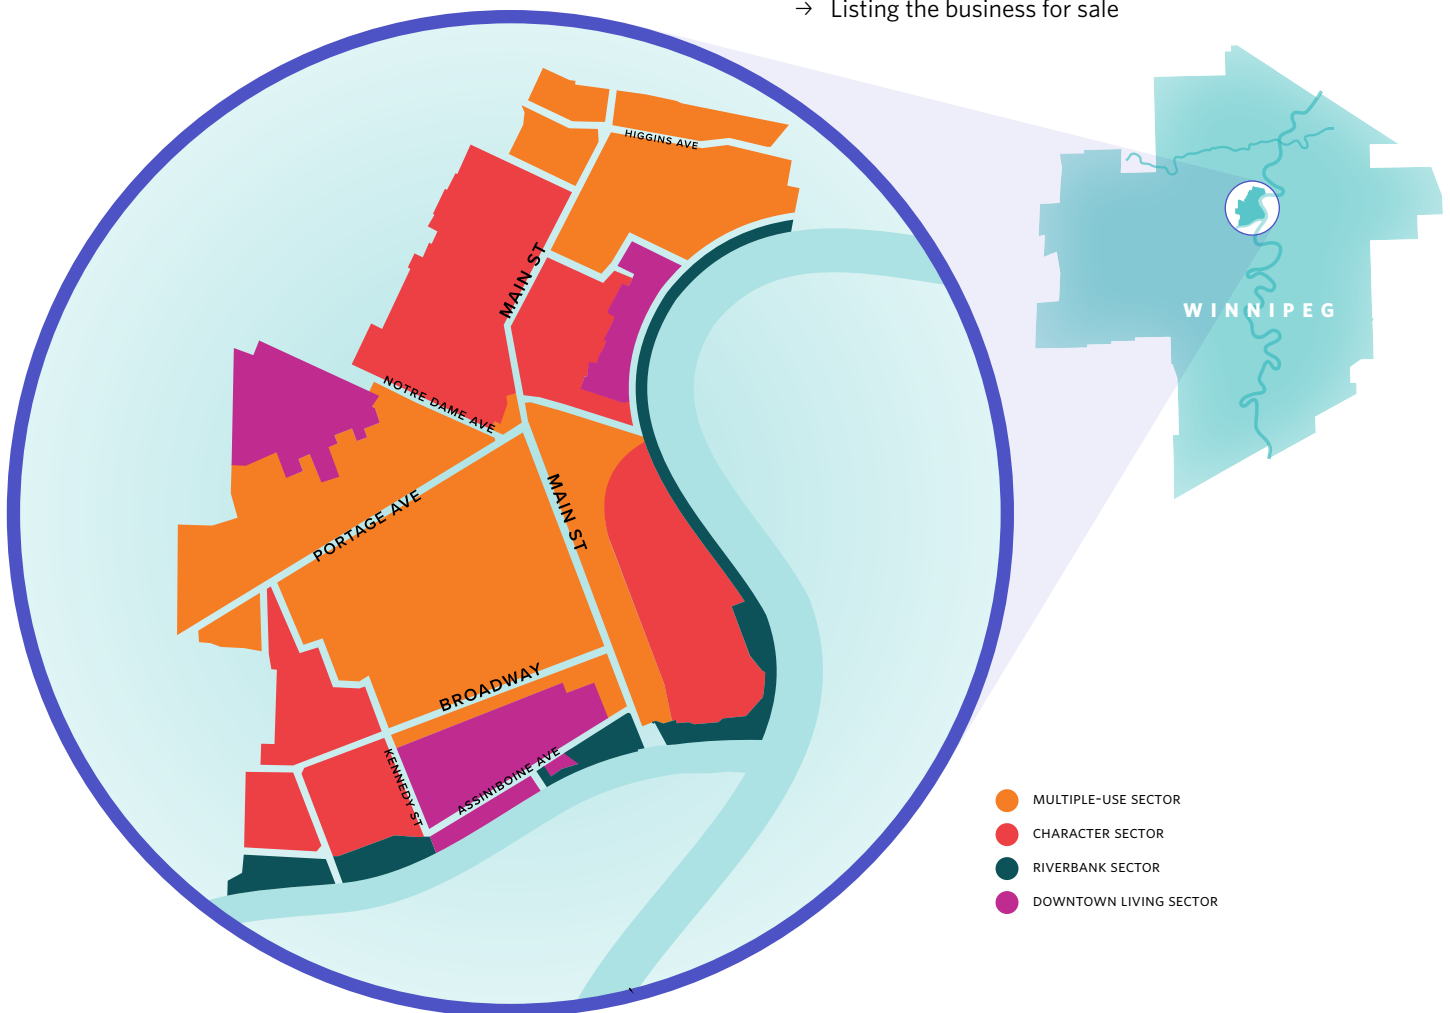 → Listing the business for sale
HIGGINS AVE
MAIN ST
WINNIPEG
NOTRE DAME AVE
PORTAGE AVE
MAIN ST
BROADWAY
KENNEDY ST
ASSINIBOINE AVE
MULTIPLE-USE SECTOR
CHARACTER SECTOR
RIVERBANK SECTOR
DOWNTOWN LIVING SECTOR